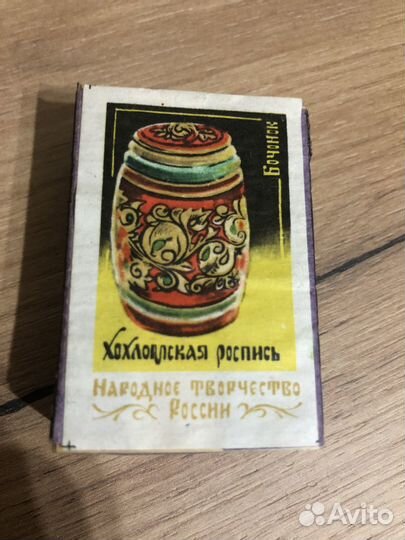 Бочонок
Хохломская роспись
Народное творчество
России
Avito